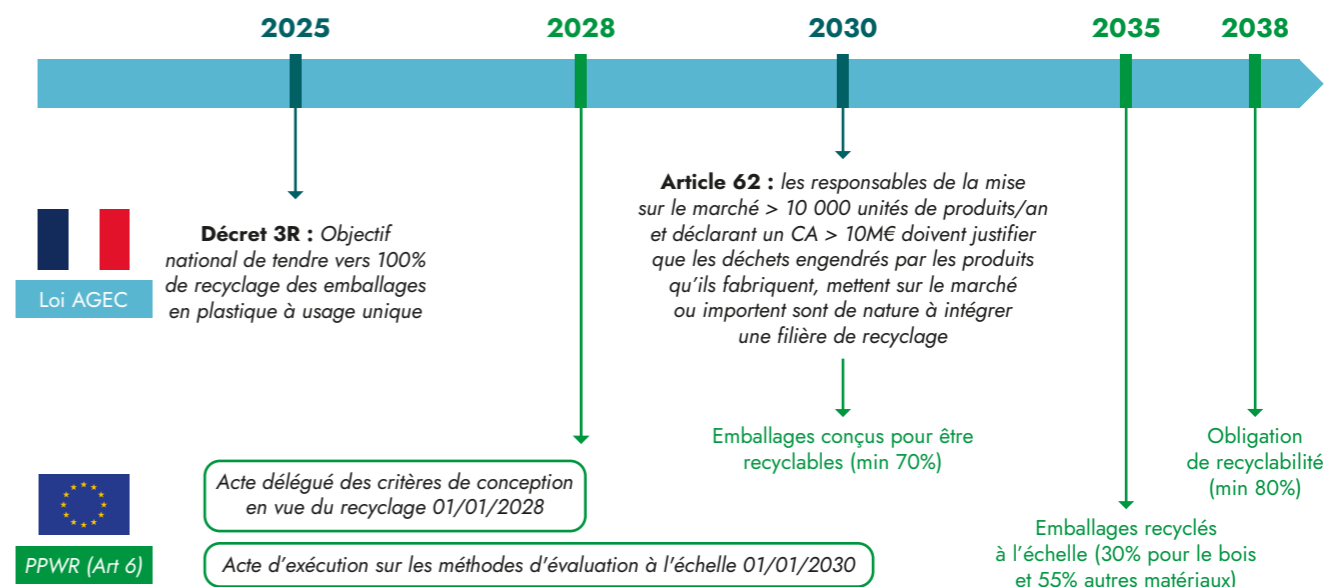 2025
2028
2030
2035
2038
Décret 3R : Objectif
national de tendre vers 100%
de recyclage des emballages
en plastique à usage unique
Article 62 : les responsables de la mise
sur le marché > 10 000 unités de produits/an
et déclarant un CA > 10M€ doivent justifier
que les déchets engendrés par les produits
qu'ils fabriquent, mettent sur le marché
ou importent sont de nature à intégrer
une filière de recyclage
Loi AGEC
Emballages conçus pour être
recyclables (min 70%)
Obligation
de recyclabilité
(min 80%)
Acte délégué des critères de conception
en vue du recyclage 01/01/2028
Emballages recyclés
à l'échelle (30% pour le bois
et 55% autres matériaux)
PPWR (Art 6)
Acte d'exécution sur les méthodes d'évaluation à l'échelle 01/01/2030